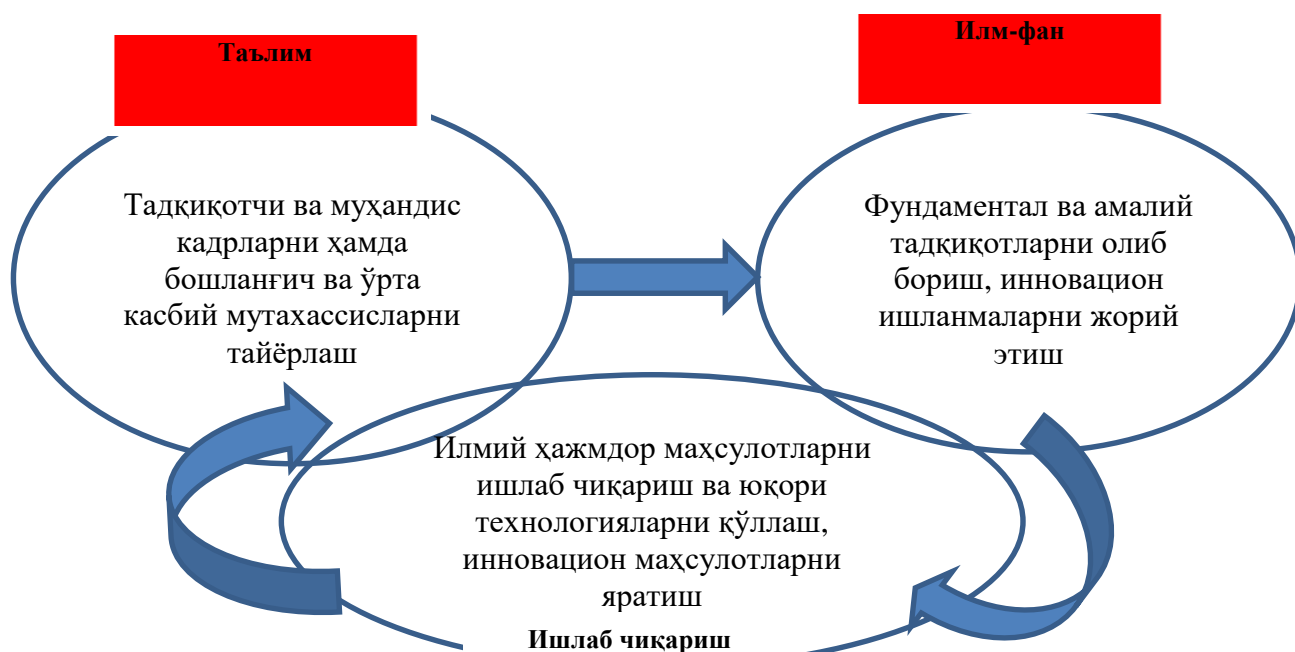 Таълим
Илм-фан
Тадқиқотчи ва муҳандис
кадрларни ҳамда
бошланғич ва ўрта
касбий мутахассисларни
тайёрлаш
Фундаментал ва амалий
тадқиқотларни олиб
бориш, инновацион
ишланмаларни жорий
этиш
Илмий ҳажмдор маҳсулотларни
ишлаб чиқариш ва юқори
технологияларни қўллаш,
инновацион маҳсулотларни
яратиш
Ишлаб чиқариш